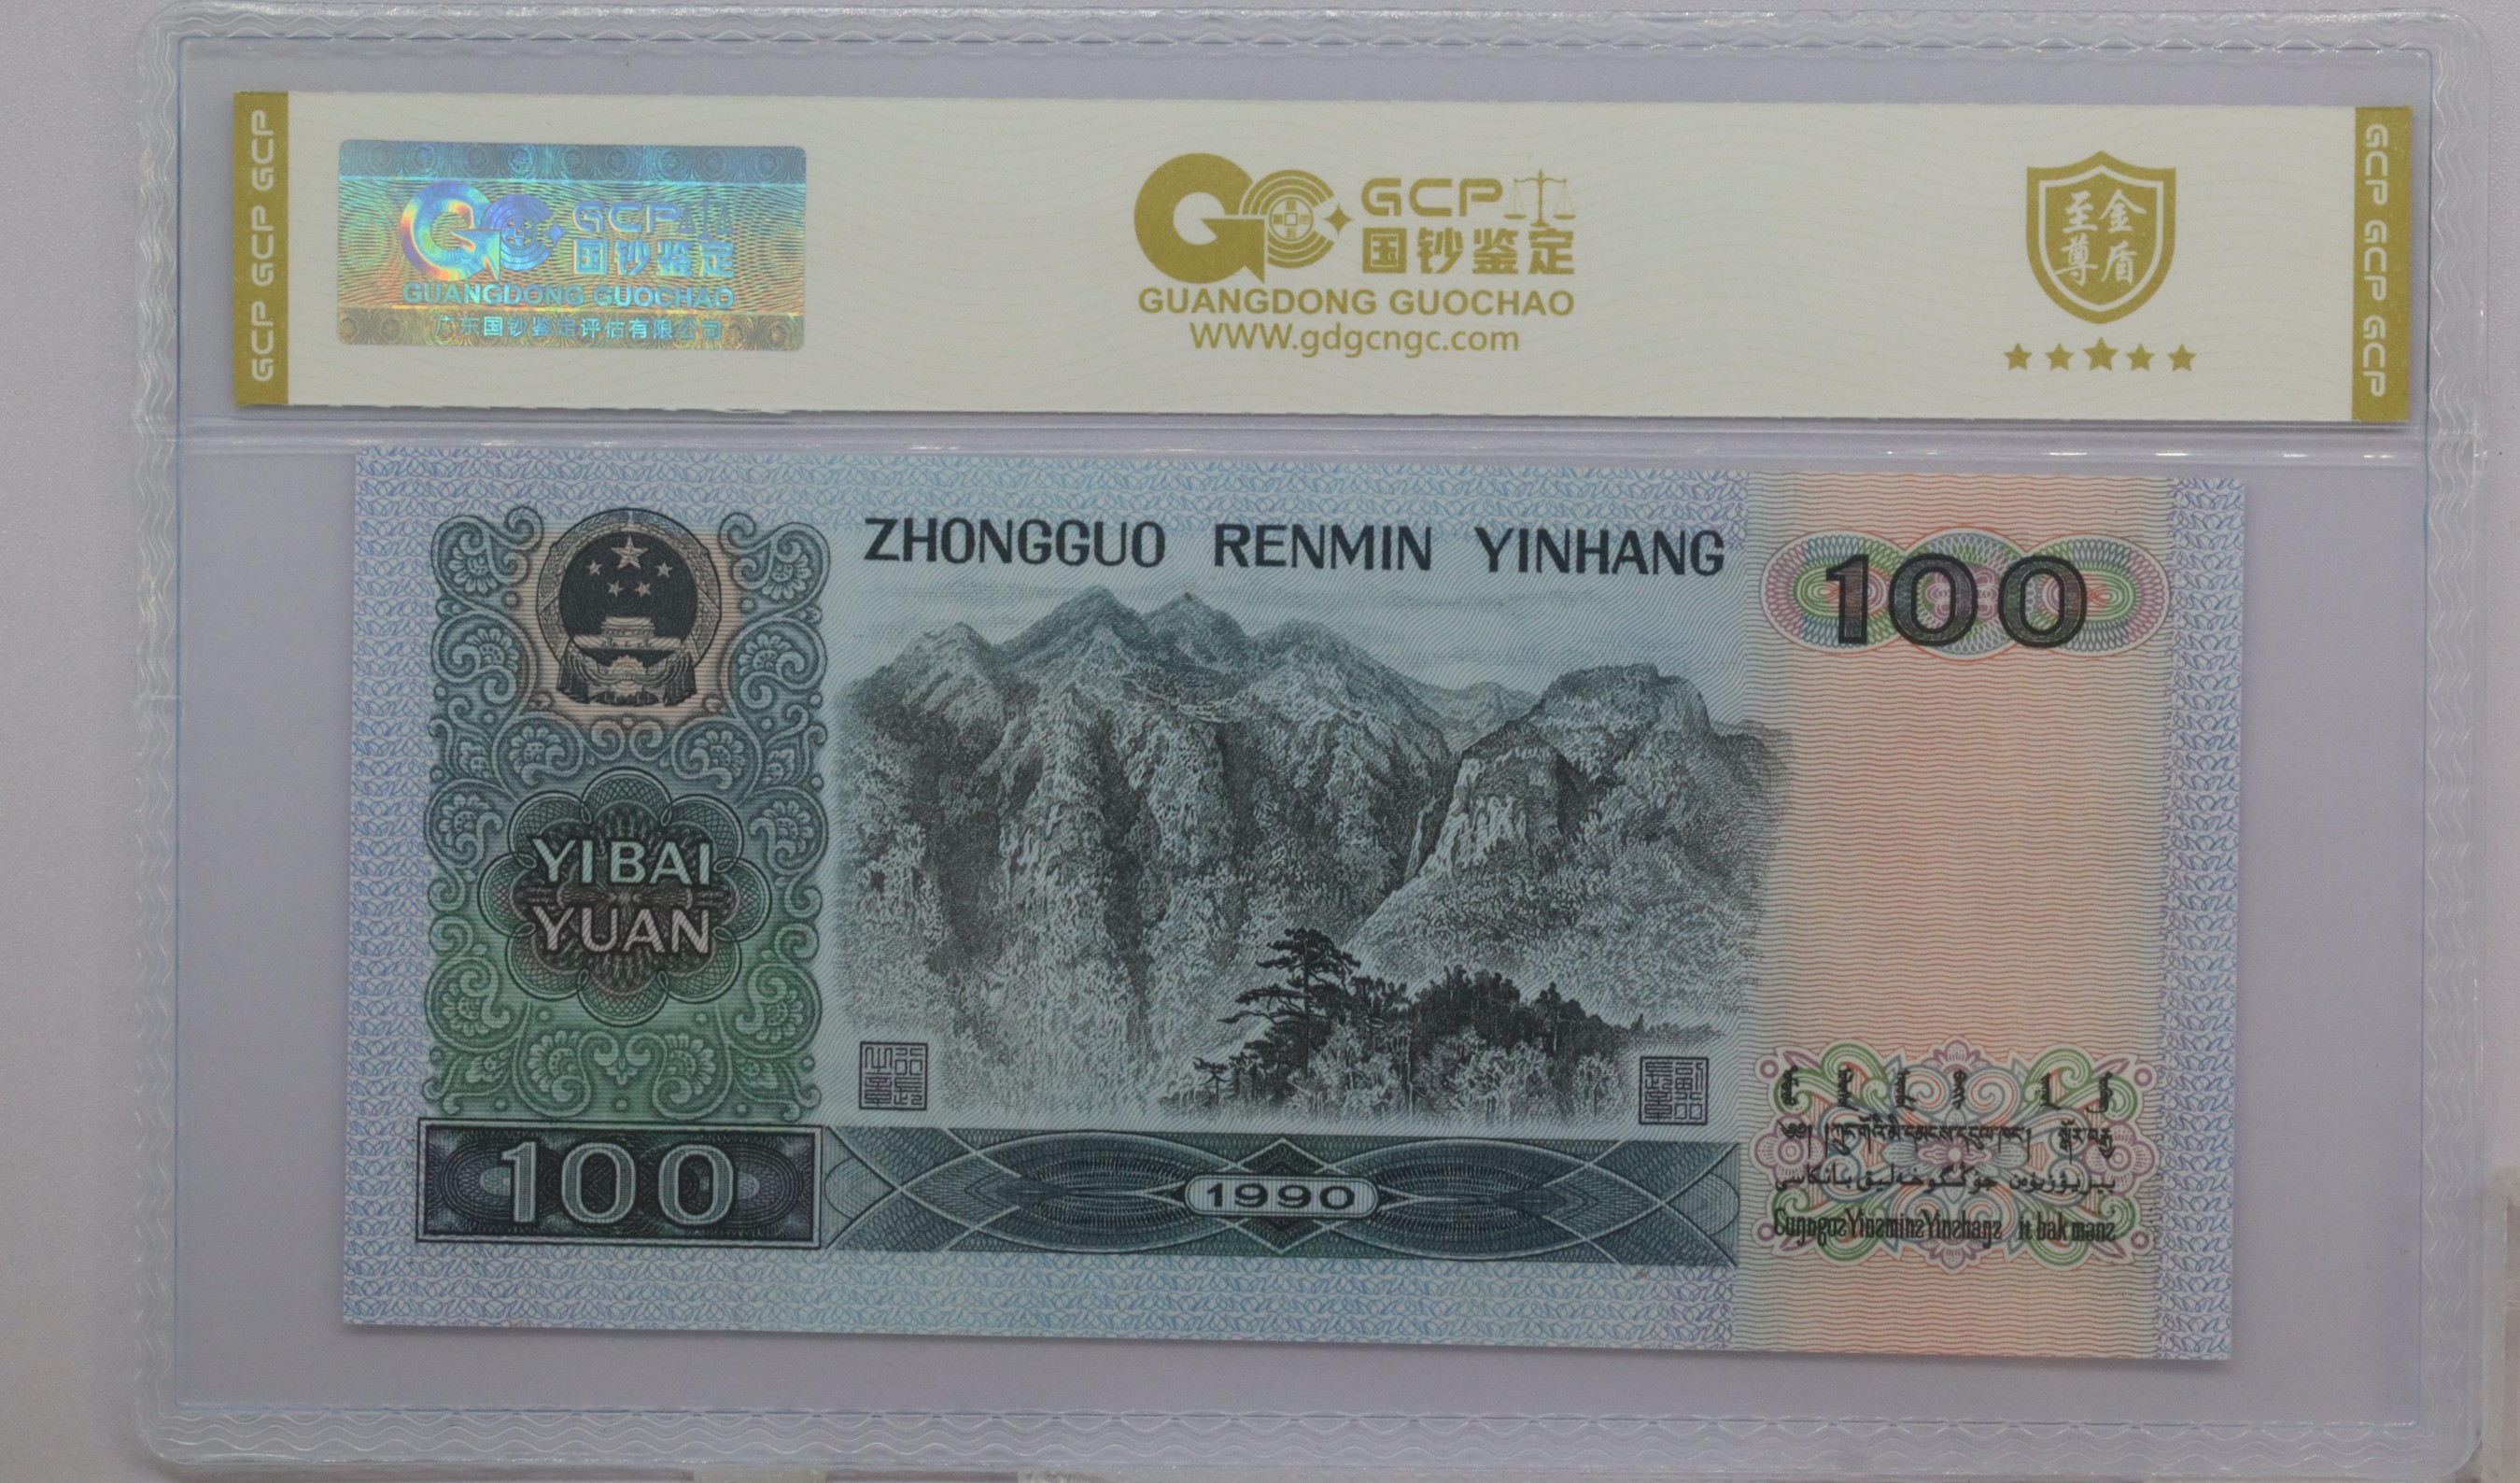 GCP GCP GCP
GCP
国钞鉴定
GUANGDONG GUOCHAO
广东国钞鉴定评估有限公司
GCP
国钞鉴定
GUANGDONG GUOCHAO
WWW.gdgcngc.com
至金
尊盾
GCP GCP GCP
ZHONGGUO RENMIN YINHANG
100
YI BAI
YUAN
100
1990